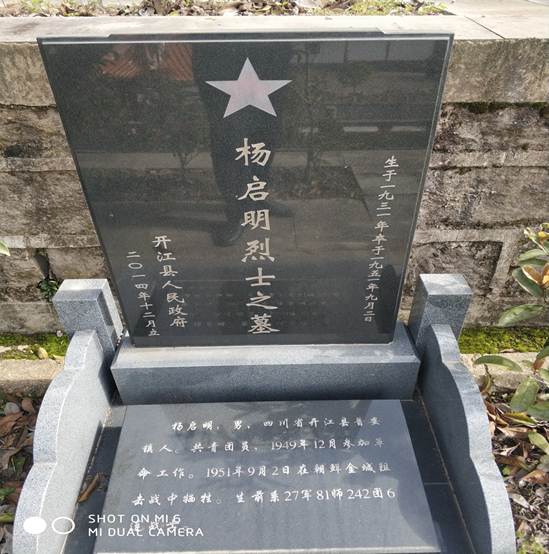 生于一九三一年卒于一九五一年九月二日
杨启明烈士之墓
开江县人民政府
二〇一四年十二月立
杨启明,男,四川省开江县普安
镇人。共青团员、1949年12月参加革
命工作。1951年9月2日在朝鲜金城阻
击战中牺牲。生前系27军81师242团6
连战士。
SHOT ON MI 6
MI DUAL CAMERA